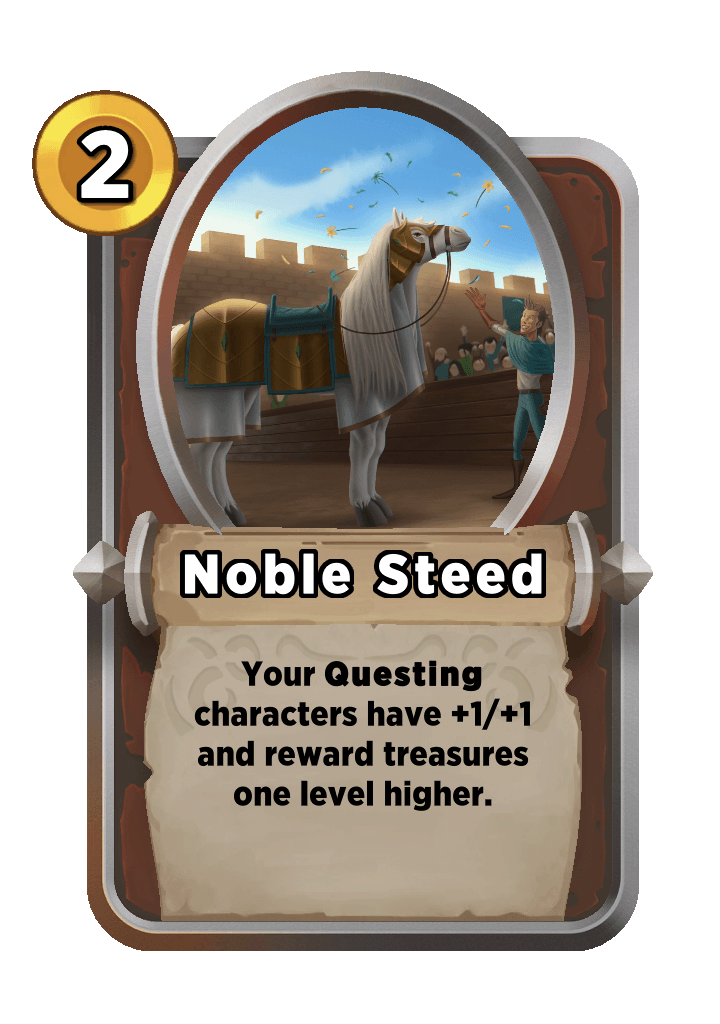 2
Noble Steed
Your Questing
characters have +1/+1
and reward treasures
one level higher.